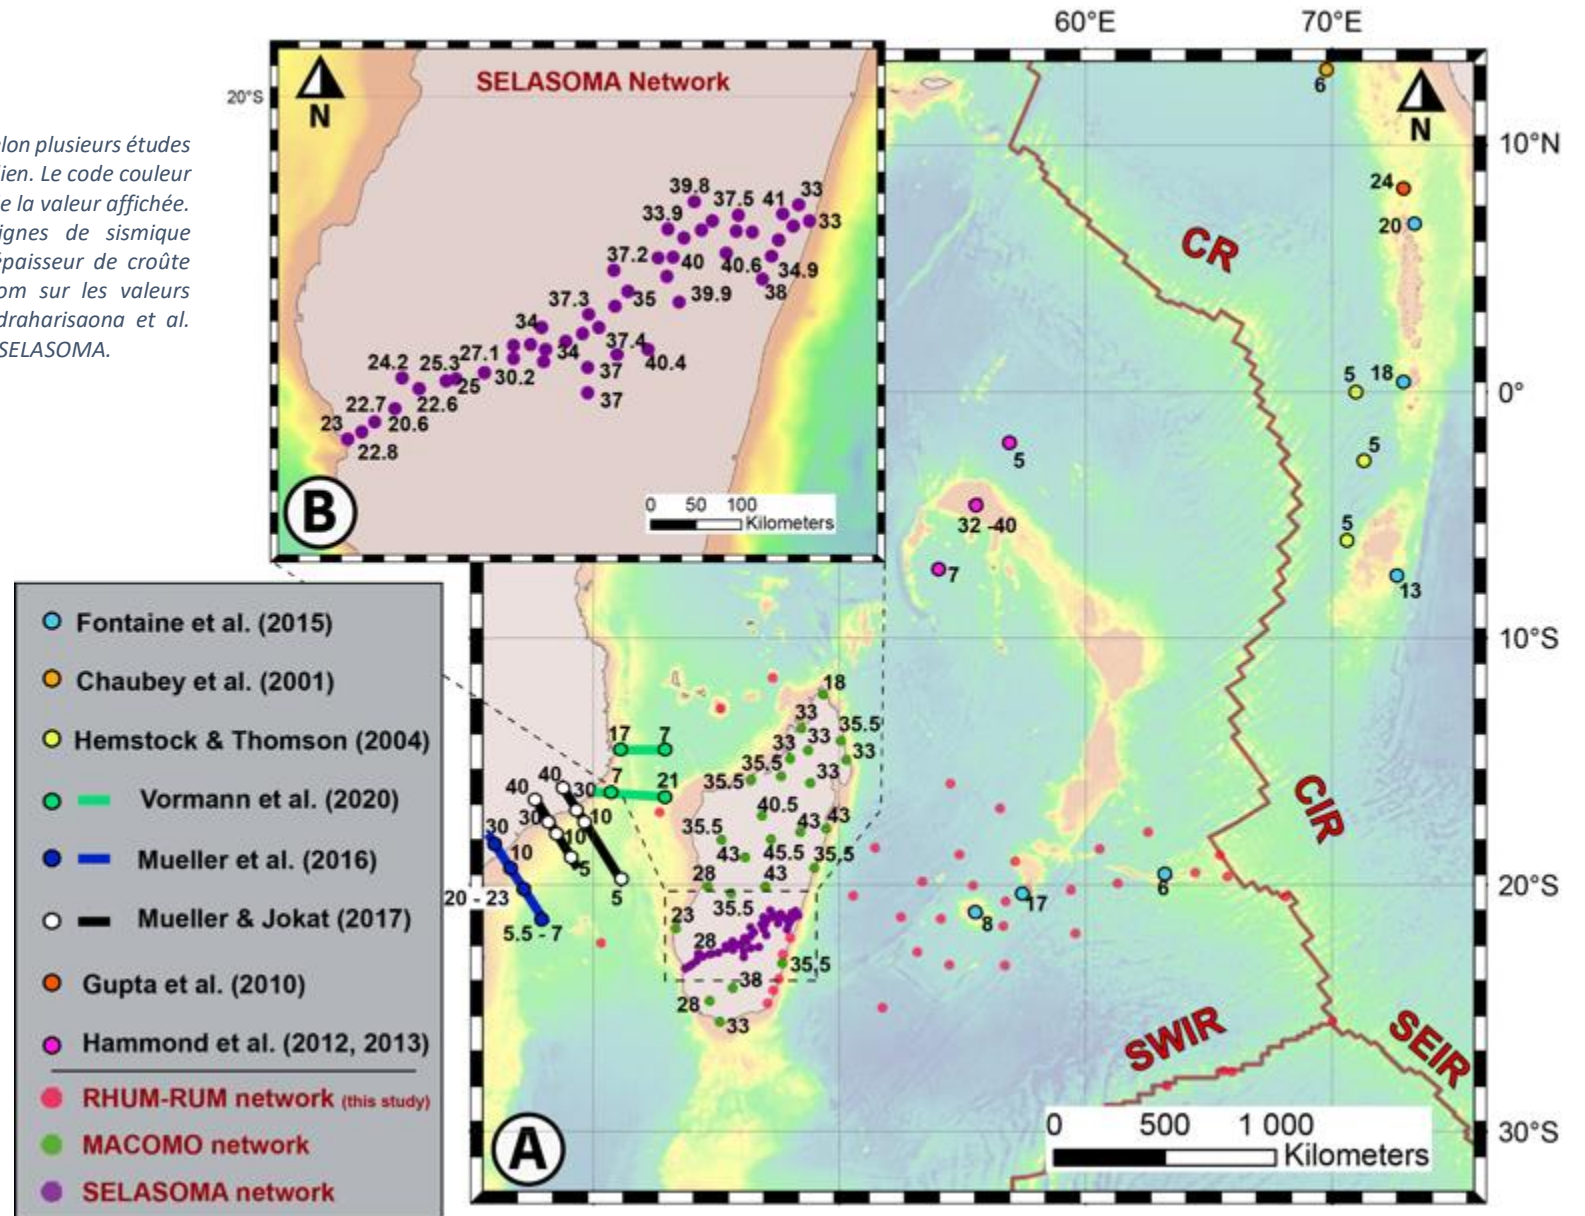 elon plusieurs études
lien. Le code couleur
e la valeur affichée.
ignes de sismique
épaisseur de croûte
om sur les valeurs
draharisaona et al.
SELASOMA.
60°E 70°E
N
SELASOMA Network
20°S
39.8 37.5 41 33
33.9 33
37.2 40 40.6 34.9
38
37.3 35 39.9
34 37.4
24.2 25.3 27.1 34 40.4
25 30.2 37
22.7 22.6 37
23 20.6
22.8
B
0 50 100
Kilometers
N
6
10°N
24
20
CR
5 18
0°
5
5
32 -40
5
7
13
10°S
18
33 35.5
17 7 33 33 33
7 21 35.5 35.5 33
40 40 30 10
30 10 5
40.5 43 43
35.5 43 45.5 35.5
30 10
5
28 43
20 - 23
5.5 - 7
23 35.5
28
35.5
38
28 33
CIR
6
17
8
20°S
SWIR
SEIR
0 500 1 000
Kilometers
30°S
A
Fontaine et al. (2015)
Chaubey et al. (2001)
Hemstock & Thomson (2004)
Vormann et al. (2020)
Mueller et al. (2016)
Mueller & Jokat (2017)
Gupta et al. (2010)
Hammond et al. (2012, 2013)
RHUM-RUM network (this study)
MACOMO network
SELASOMA network